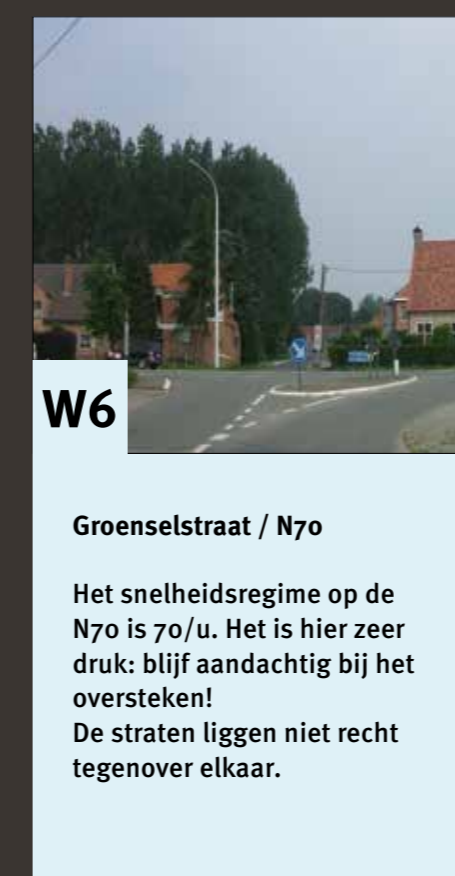 W6
Groenselstraat / N70
Het snelheidsregime op de
N70 is 70/u. Het is hier zeer
druk: blijf aandachtig bij het
oversteken!
De straten liggen niet recht
tegenover elkaar.